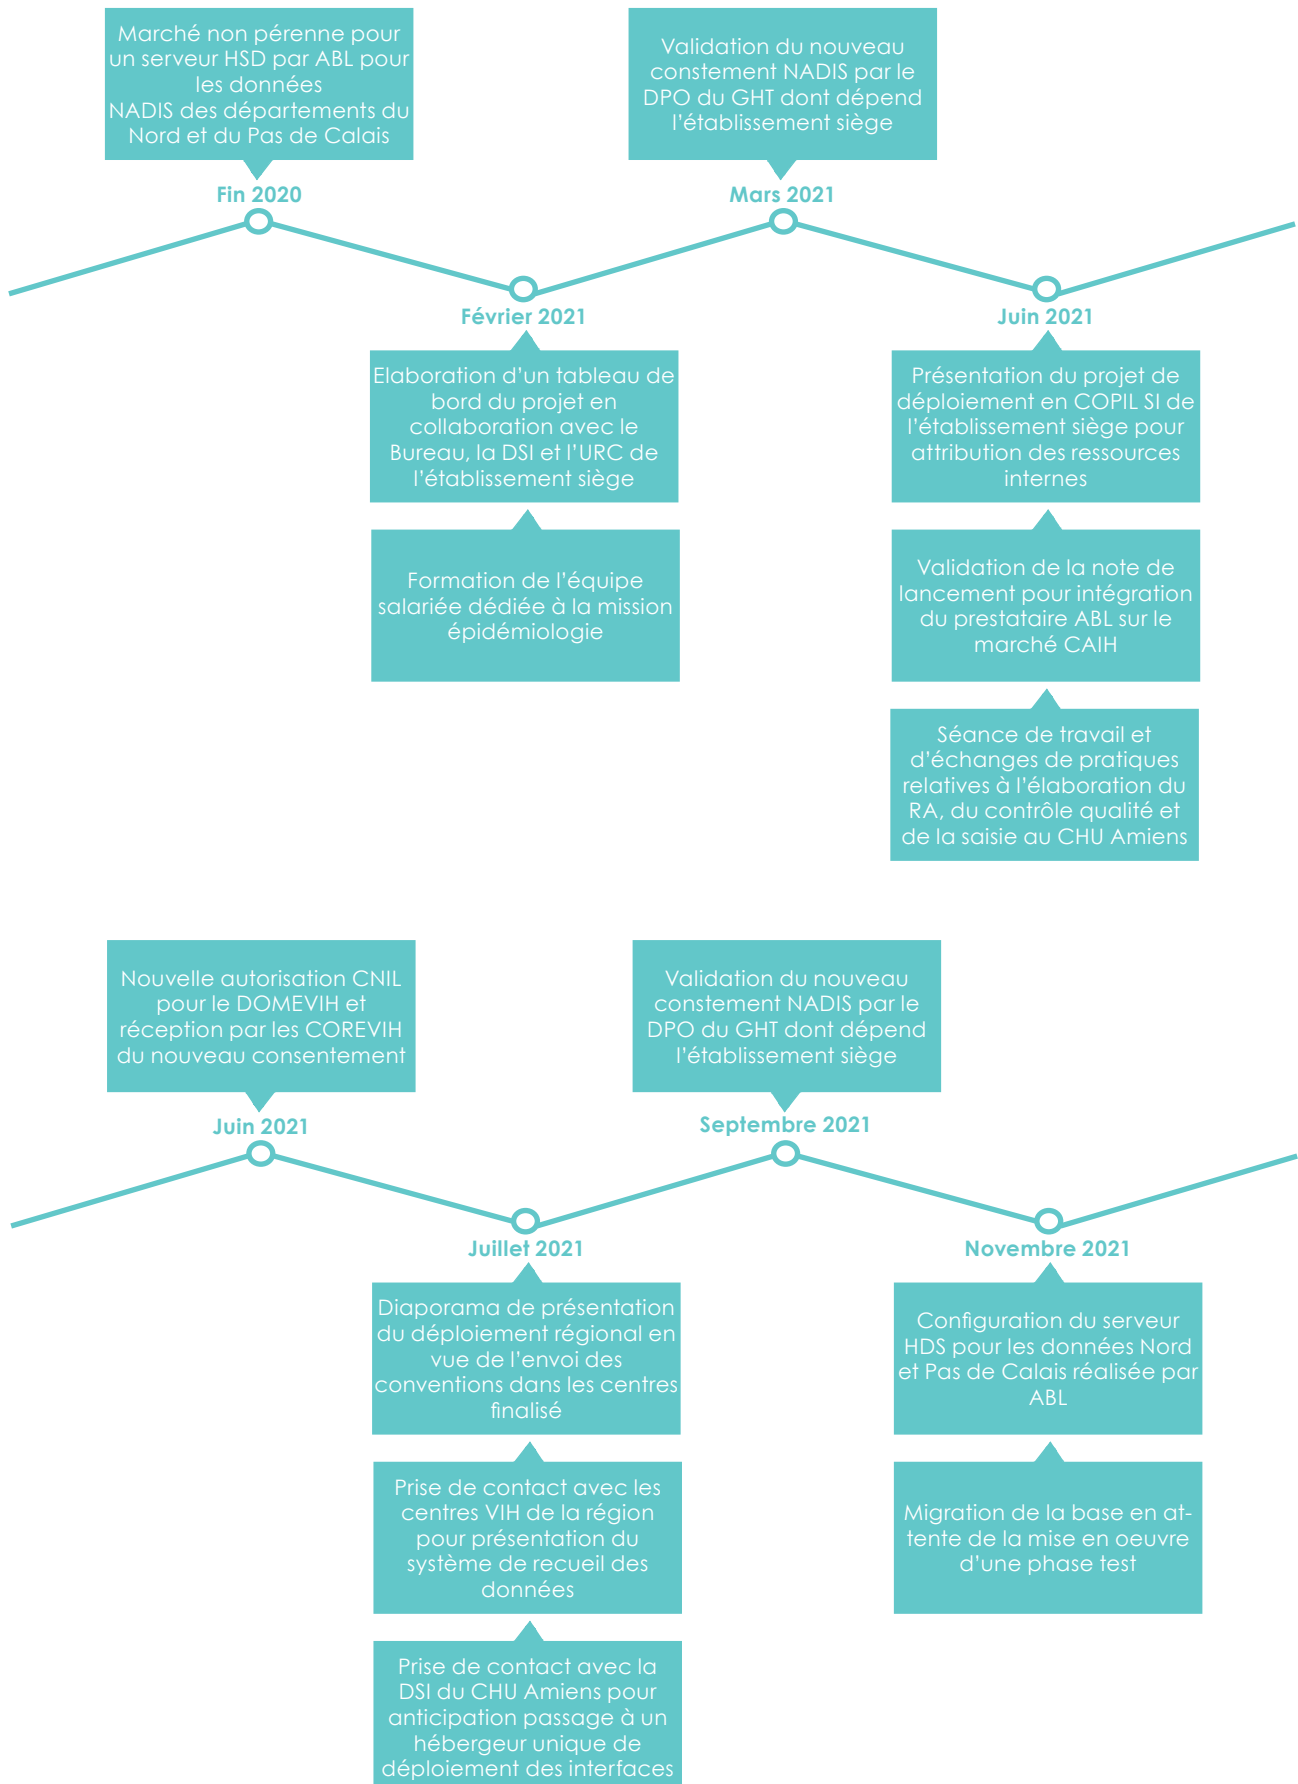 Marché non pérenne pour
un serveur HSD par ABL pour
les données
NADIS des départements du
Nord et du Pas de Calais
Fin 2020
Validation du nouveau
constement NADIS par le
DPO du GHT dont dépend
l'établissement siège
Mars 2021
Février 2021
Elaboration d'un tableau de
bord du projet en
collaboration avec le
Bureau, la DSI et l'URC de
l'établissement siège
Formation de l'équipe
salariée dédiée à la mission
épidémiologie
Juin 2021
Présentation du projet de
déploiement en COPIL SI de
l'établissement siège pour
attribution des ressources
internes
Validation de la note de
lancement pour intégration
du prestataire ABL sur le
marché CAIH
Séance de travail et
d'échanges de pratiques
relatives à l'élaboration du
RA, du contrôle qualité et
de la saisie au CHU Amiens
Nouvelle autorisation CNIL
pour le DOMEVIH et
réception par les COREVIH
du nouveau consentement
Juin 2021
Validation du nouveau
constement NADIS par le
DPO du GHT dont dépend
l'établissement siège
Septembre 2021
Juillet 2021
Diaporama de présentation
du déploiement régional en
vue de l'envoi des
conventions dans les centres
finalisé
Prise de contact avec les
centres VIH de la région
pour présentation du
système de recueil des
données
Prise de contact avec la
DSI du CHU Amiens pour
anticipation passage à un
hébergeur unique de
déploiement des interfaces
Novembre 2021
Configuration du serveur
HDS pour les données Nord
et Pas de Calais réalisée par
ABL
Migration de la base en at-
tente de la mise en oeuvre
d'une phase test